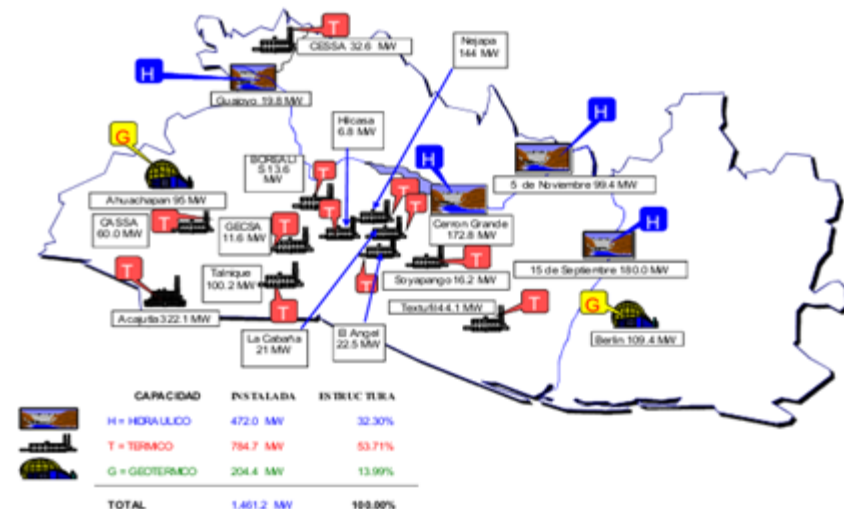 T
CESSA 32.6 MW
Nejapa
144 MW
H
Guajoyo 19.8 MW
Hilcasa
6.8 MW
H
G
H
BOREALI
S 13.6
MW
T
5 de Noviembre 99.4 MW
Ahuachapan 95 MW
T
T
CASSA
60.0 MW
T
GECSA
11.6 MW
T
T
T
Cerron Grande
172.8 MW
H
15 de Septiembre 180.0 MW
T
Talnique
100.2 MW
T
Soyapango 16.2 MW
T
T
Acajutla 322.1 MW
T
La Cabaña
21 MW
El Angel
22.5 MW
Textufil 44.1 MW
T
G
Berlin 109.4 MW
CAPACIDAD INSTALADA ESTRUCTURA
H = HIDRAULICO 472.0 MW 32.30%
T = TERMICO 784.7 MW 53.71%
G = GEOTERMICO 204.4 MW 13.99%
TOTAL 1,461.2 MW 100.00%